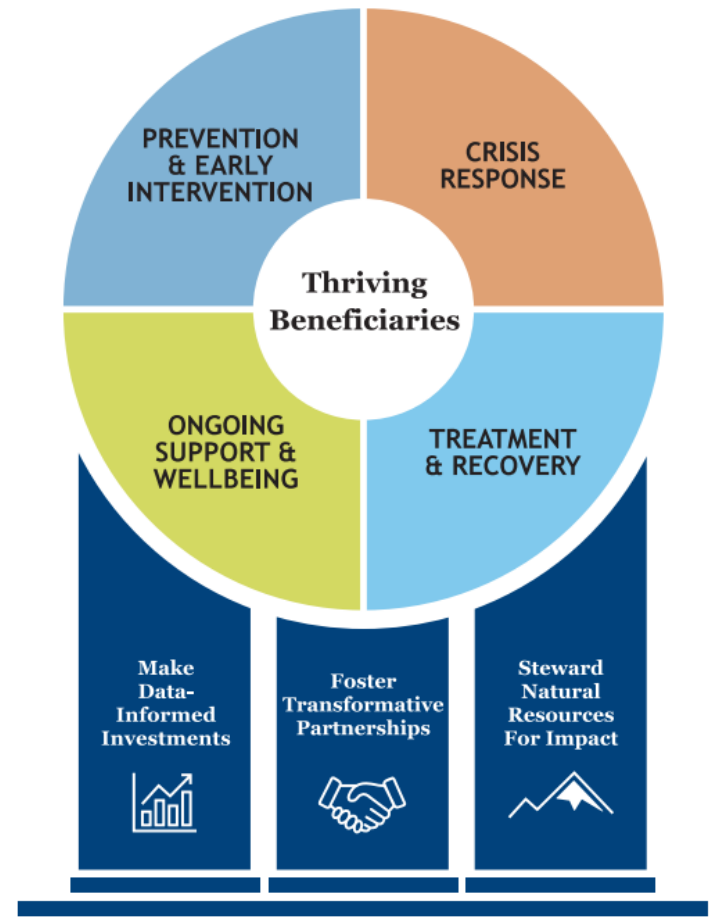 PREVENTION
& EARLY
INTERVENTION
CRISIS
RESPONSE
Thriving
Beneficiaries
ONGOING
SUPPORT &
WELLBEING
TREATMENT
& RECOVERY
Make
Data-
Informed
Investments
Foster
Transformative
Partnerships
Steward
Natural
Resources
For Impact